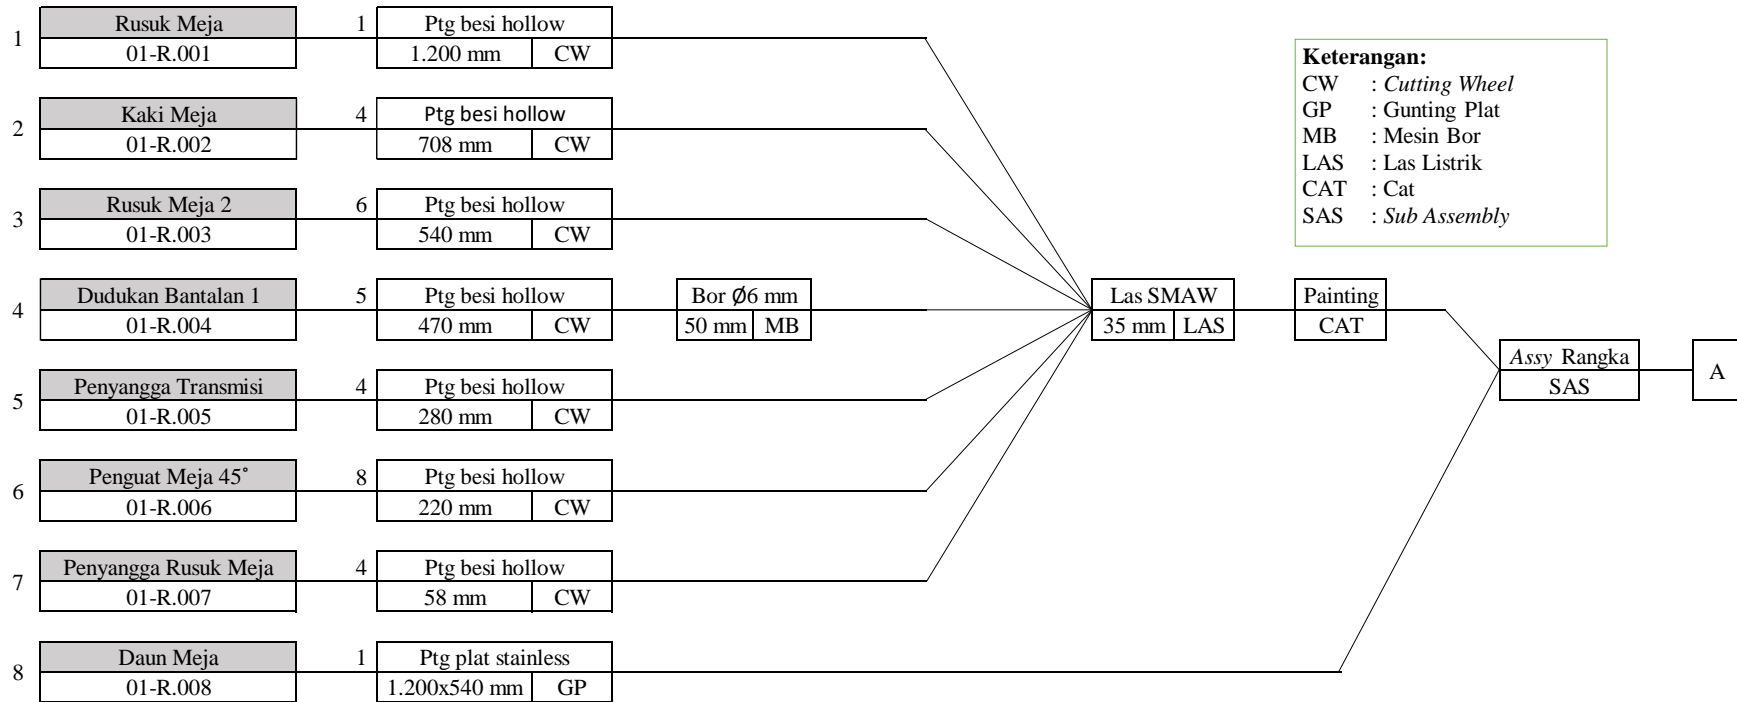 1 Rusuk Meja 1 Ptg besi hollow
01-R.001 1.200 mm CW
2 Kaki Meja 4 Ptg besi hollow
01-R.002 708 mm CW
3 Rusuk Meja 2 6 Ptg besi hollow
01-R.003 540 mm CW
4 Dudukan Bantalan 1 5 Ptg besi hollow Bor Ø6 mm Las SMAW Painting
01-R.004 470 mm CW 50 mm MB 35 mm LAS CAT
5 Penyangga Transmisi 4 Ptg besi hollow
01-R.005 280 mm CW
6 Penguat Meja 45˚ 8 Ptg besi hollow
01-R.006 220 mm CW
7 Penyangga Rusuk Meja 4 Ptg besi hollow
01-R.007 58 mm CW
8 Daun Meja 1 Ptg plat stainless
01-R.008 1.200x540 mm GP
Assy Rangka
SAS
A
Keterangan:
CW : Cutting Wheel
GP : Gunting Plat
MB : Mesin Bor
LAS : Las Listrik
CAT : Cat
SAS : Sub Assembly